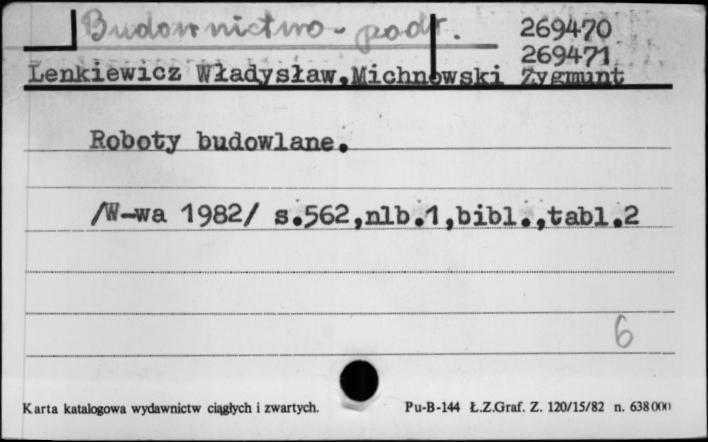 Budownictwo - podr. 269470
269471
Lenkiewicz Władysław,Michnowski Zygmunt
Roboty budowlane.
/W-wa 1982/ s.562,nlb.1,bibl.,tabl.2
6
Karta katalogowa wydawnictw ciągłych i zwartych. Pu-B-144 Ł.Z.Graf. Z. 120/15/82 n. 638000